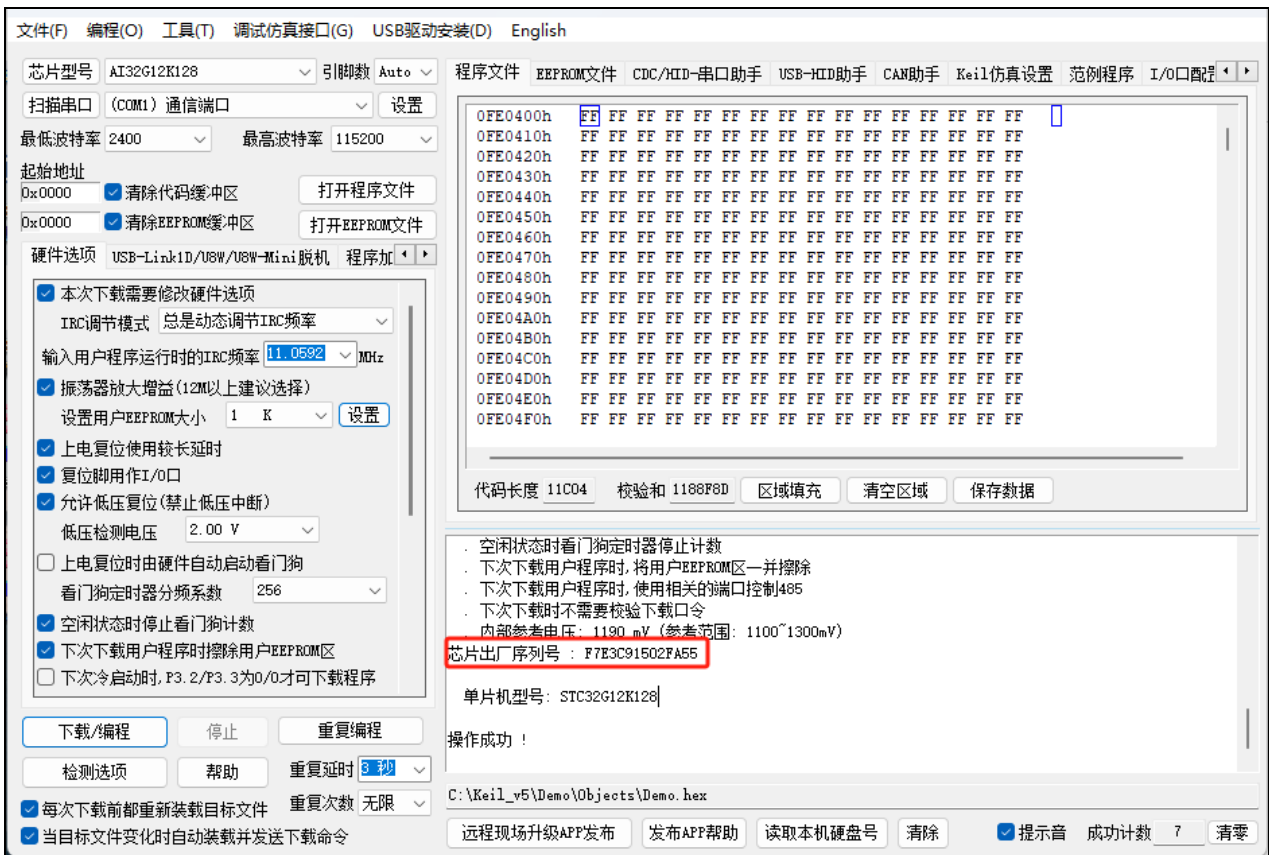 文件(F) 编程(O) 工具(T) 调试仿真接口(G) USB驱动安装(D) English
芯片型号 AI32G12K128 引脚数 Auto
扫描串口 (COM1) 通信端口 设置
最低波特率 2400 最高波特率 115200
起始地址
0x0000 清除代码缓冲区 打开程序文件
0x0000 清除EEPROM缓冲区 打开EEPROM文件
硬件选项 USB-Link1D/U8W/U8W-Mini脱机 程序加
本次下载需要修改硬件选项
IRC调节模式 总是动态调节IRC频率
输入用户程序运行时的IRC频率 11.0592 MHz
振荡器放大增益(12M以上建议选择)
设置用户EEPROM大小 1 K 设置
上电复位使用较长延时
复位脚用作I/O口
允许低压复位(禁止低压中断)
低压检测电压 2.00 V
上电复位时由硬件自动启动看门狗
看门狗定时器分频系数 256
空闲状态时停止看门狗计数
下次下载用户程序时擦除用户EEPROM区
下次冷启动时,P3.2/P3.3为0/0才可下载程序
下载/编程 停止 重复编程
检测选项 帮助 重复延时 3 秒
每次下载前都重新装载目标文件 重复次数 无限
当目标文件变化时自动装载并发送下载命令
程序文件 EEPROM文件 CDC/HID-串口助手 USB-HID助手 CAN助手 Keil仿真设置 范例程序 I/O口配置
0FE0400h FF FF FF FF FF FF FF FF FF FF FF FF FF FF FF FF
0FE0410h FF FF FF FF FF FF FF FF FF FF FF FF FF FF FF FF
0FE0420h FF FF FF FF FF FF FF FF FF FF FF FF FF FF FF FF
0FE0430h FF FF FF FF FF FF FF FF FF FF FF FF FF FF FF FF
0FE0440h FF FF FF FF FF FF FF FF FF FF FF FF FF FF FF FF
0FE0450h FF FF FF FF FF FF FF FF FF FF FF FF FF FF FF FF
0FE0460h FF FF FF FF FF FF FF FF FF FF FF FF FF FF FF FF
0FE0470h FF FF FF FF FF FF FF FF FF FF FF FF FF FF FF FF
0FE0480h FF FF FF FF FF FF FF FF FF FF FF FF FF FF FF FF
0FE0490h FF FF FF FF FF FF FF FF FF FF FF FF FF FF FF FF
0FE04A0h FF FF FF FF FF FF FF FF FF FF FF FF FF FF FF FF
0FE04B0h FF FF FF FF FF FF FF FF FF FF FF FF FF FF FF FF
0FE04C0h FF FF FF FF FF FF FF FF FF FF FF FF FF FF FF FF
0FE04D0h FF FF FF FF FF FF FF FF FF FF FF FF FF FF FF FF
0FE04E0h FF FF FF FF FF FF FF FF FF FF FF FF FF FF FF FF
0FE04F0h FF FF FF FF FF FF FF FF FF FF FF FF FF FF FF FF
代码长度 11C04 校验和 1188F8D 区域填充 清空区域 保存数据
. 空闲状态时看门狗定时器停止计数
. 下次下载用户程序时,将用户EEPROM区一并擦除
. 下次下载用户程序时,使用相关的端口控制485
. 下次下载时不需要校验下载口令
. 内部参考电压: 1190 mV (参考范围: 1100~1300mV)
芯片出厂序列号 : F7E3C91502FA55
单片机型号: STC32G12K128
操作成功 !
C:\Keil_v5\Demo\Objects\Demo.hex
远程现场升级APP发布 发布APP帮助 读取本机硬盘号 清除 提示音 成功计数 7 清零